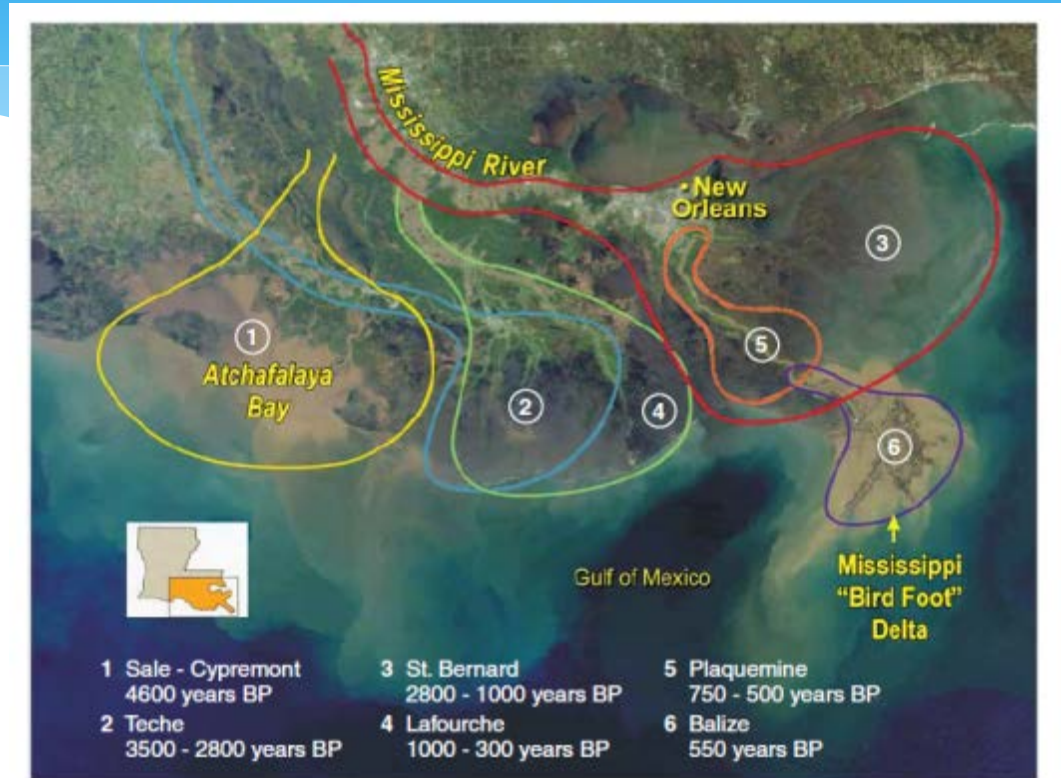 Mississippi River
• New
Orleans
3
1
Atchafalaya
Bay
5
2
4
6
Gulf of Mexico
Mississippi
“Bird Foot”
Delta
1 Sale - Cypremont
4600 years BP
2 Teche
3500 - 2800 years BP
3 St. Bernard
2800 - 1000 years BP
4 Lafourche
1000 - 300 years BP
5 Plaquemine
750 - 500 years BP
6 Balize
550 years BP